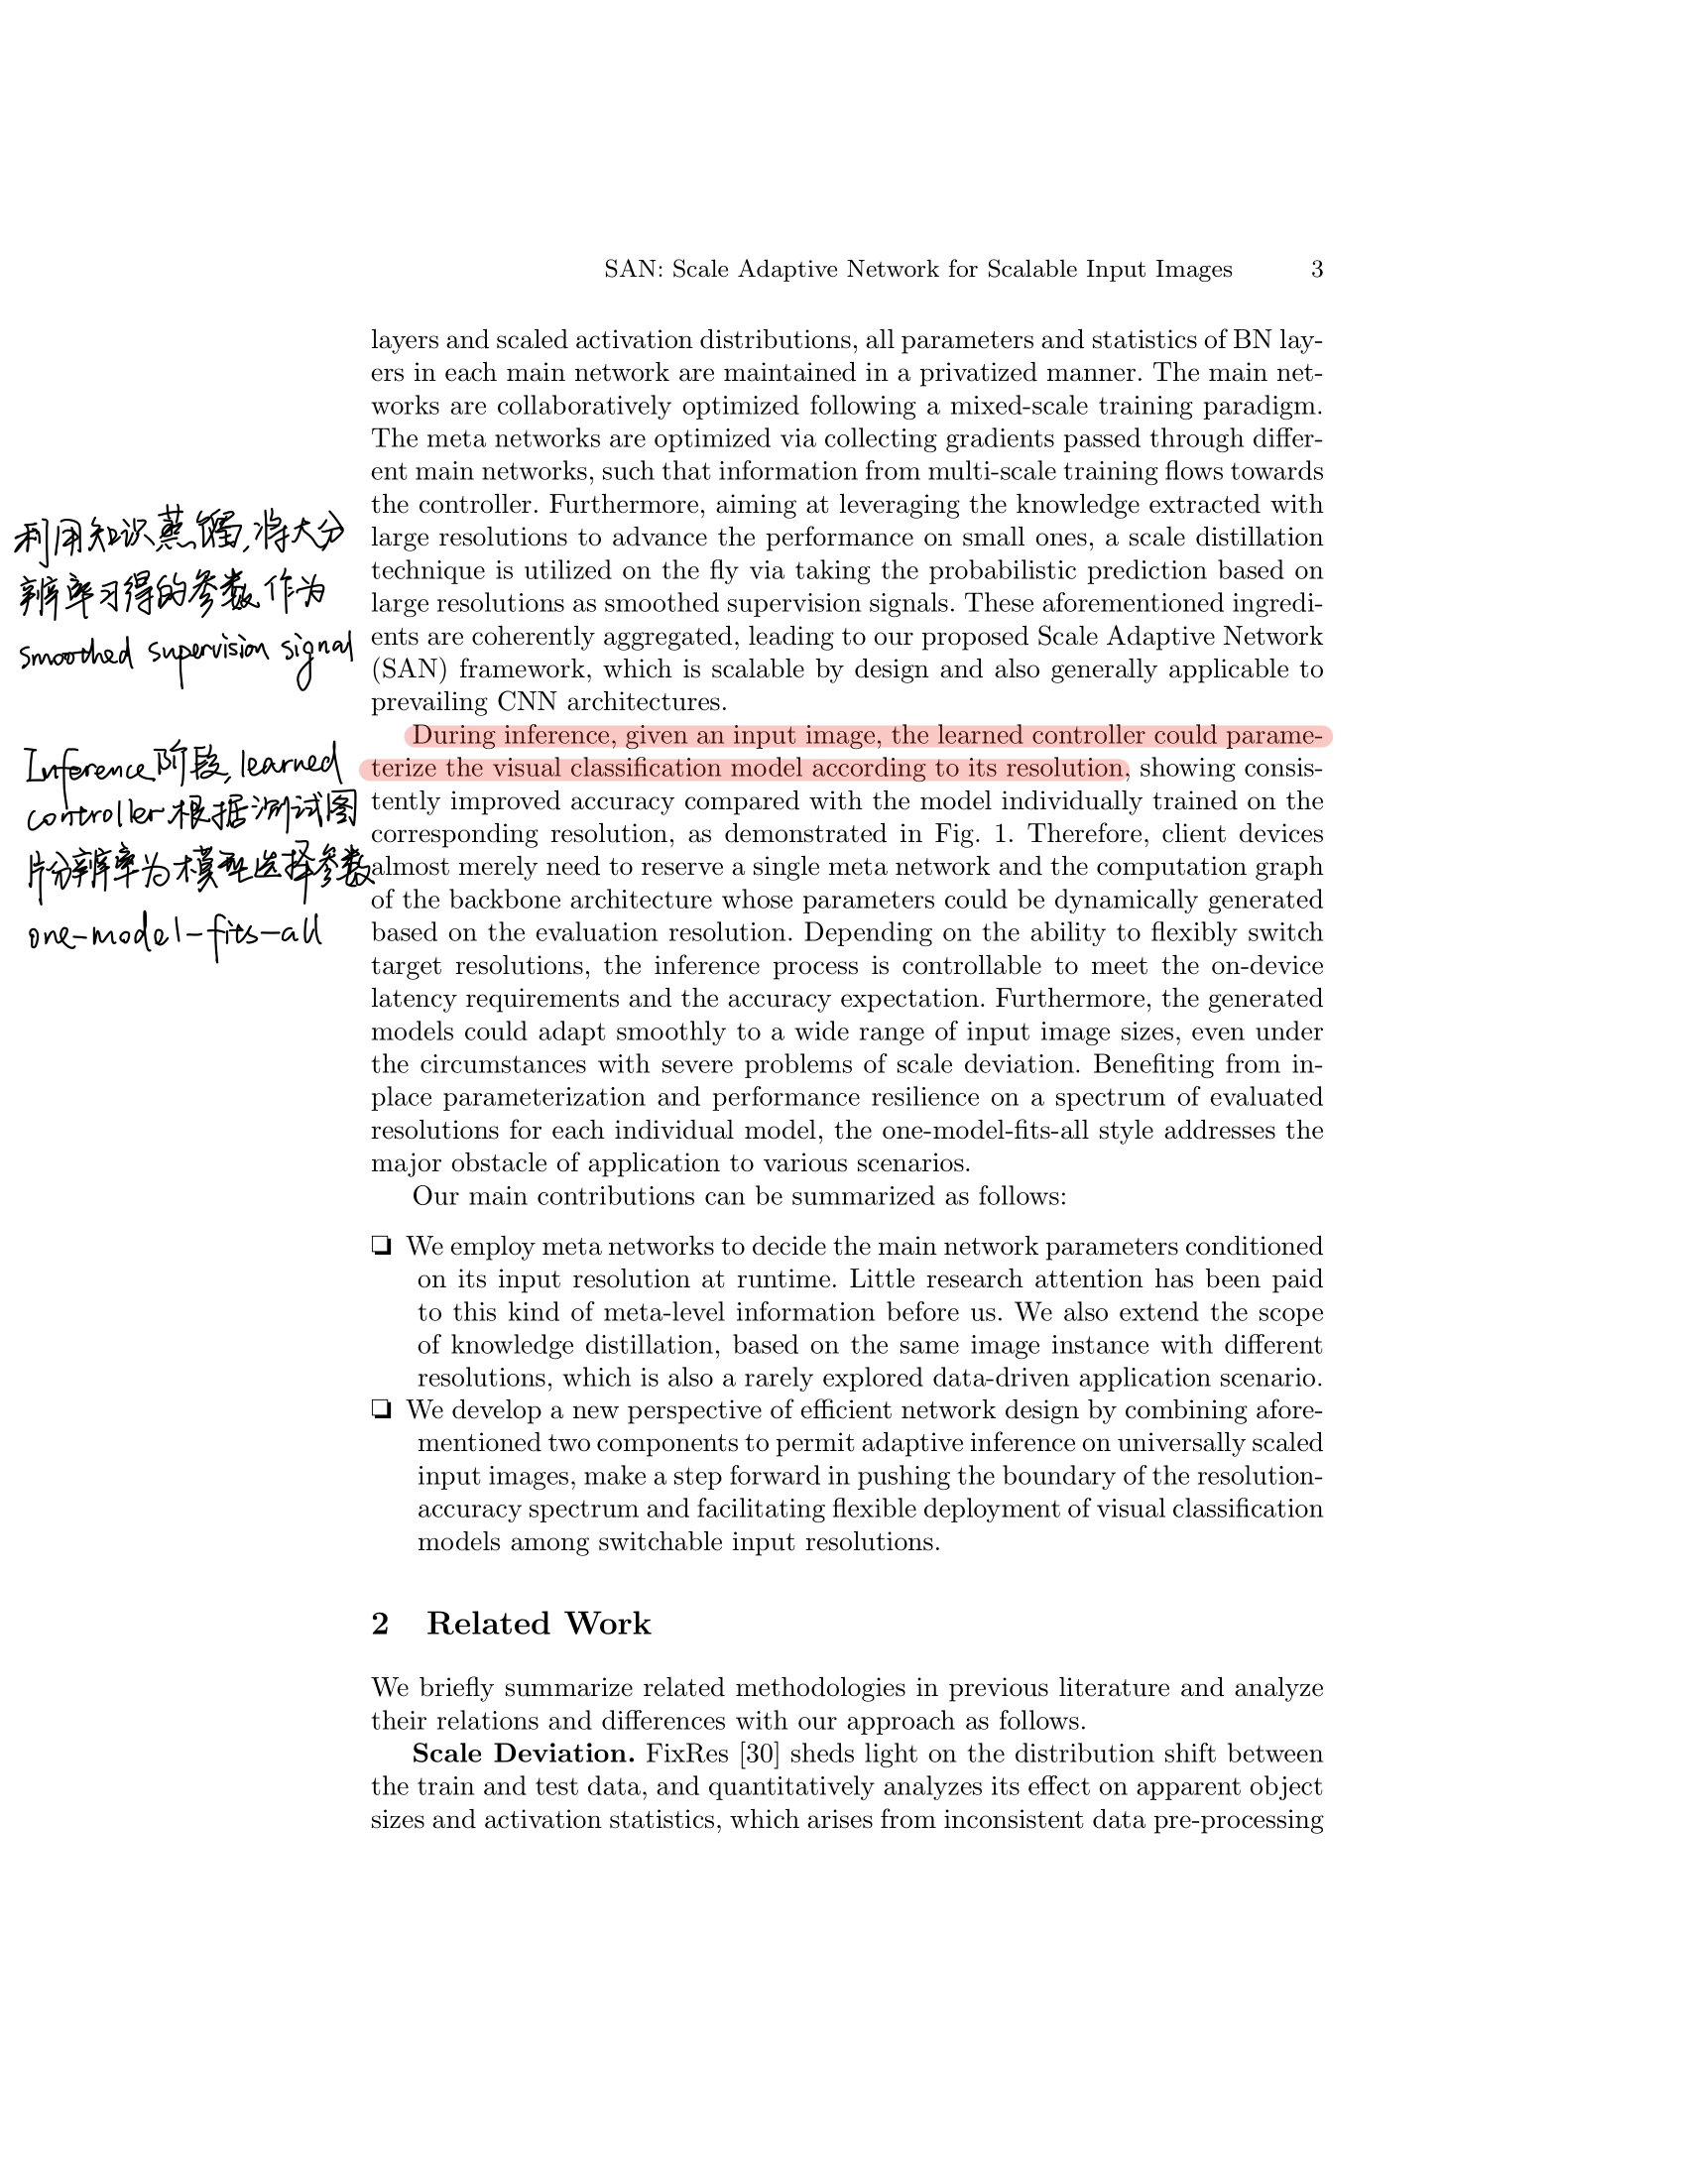 SAN: Scale Adaptive Network for Scalable Input Images 3
layers and scaled activation distributions, all parameters and statistics of BN lay-
ers in each main network are maintained in a privatized manner. The main net-
works are collaboratively optimized following a mixed-scale training paradigm.
The meta networks are optimized via collecting gradients passed through differ-
ent main networks, such that information from multi-scale training flows towards
the controller. Furthermore, aiming at leveraging the knowledge extracted with
large resolutions to advance the performance on small ones, a scale distillation
technique is utilized on the fly via taking the probabilistic prediction based on
large resolutions as smoothed supervision signals. These aforementioned ingredi-
ents are coherently aggregated, leading to our proposed Scale Adaptive Network
(SAN) framework, which is scalable by design and also generally applicable to
prevailing CNN architectures.
利用知识蒸馏,将大分
辨率习得的参数作为
smoothed supervision signal
During inference, given an input image, the learned controller could parame-
terize the visual classification model according to its resolution, showing consis-
tently improved accuracy compared with the model individually trained on the
corresponding resolution, as demonstrated in Fig. 1. Therefore, client devices
almost merely need to reserve a single meta network and the computation graph
of the backbone architecture whose parameters could be dynamically generated
based on the evaluation resolution. Depending on the ability to flexibly switch
target resolutions, the inference process is controllable to meet the on-device
latency requirements and the accuracy expectation. Furthermore, the generated
models could adapt smoothly to a wide range of input image sizes, even under
the circumstances with severe problems of scale deviation. Benefiting from in-
place parameterization and performance resilience on a spectrum of evaluated
resolutions for each individual model, the one-model-fits-all style addresses the
major obstacle of application to various scenarios.
Inference阶段,learned
controller根据测试图
片分辨率为模型选择参数
one-model-fits-all
Our main contributions can be summarized as follows:
❏ We employ meta networks to decide the main network parameters conditioned
on its input resolution at runtime. Little research attention has been paid
to this kind of meta-level information before us. We also extend the scope
of knowledge distillation, based on the same image instance with different
resolutions, which is also a rarely explored data-driven application scenario.
❏ We develop a new perspective of efficient network design by combining afore-
mentioned two components to permit adaptive inference on universally scaled
input images, make a step forward in pushing the boundary of the resolution-
accuracy spectrum and facilitating flexible deployment of visual classification
models among switchable input resolutions.
2 Related Work
We briefly summarize related methodologies in previous literature and analyze
their relations and differences with our approach as follows.
Scale Deviation. FixRes [30] sheds light on the distribution shift between
the train and test data, and quantitatively analyzes its effect on apparent object
sizes and activation statistics, which arises from inconsistent data pre-processing